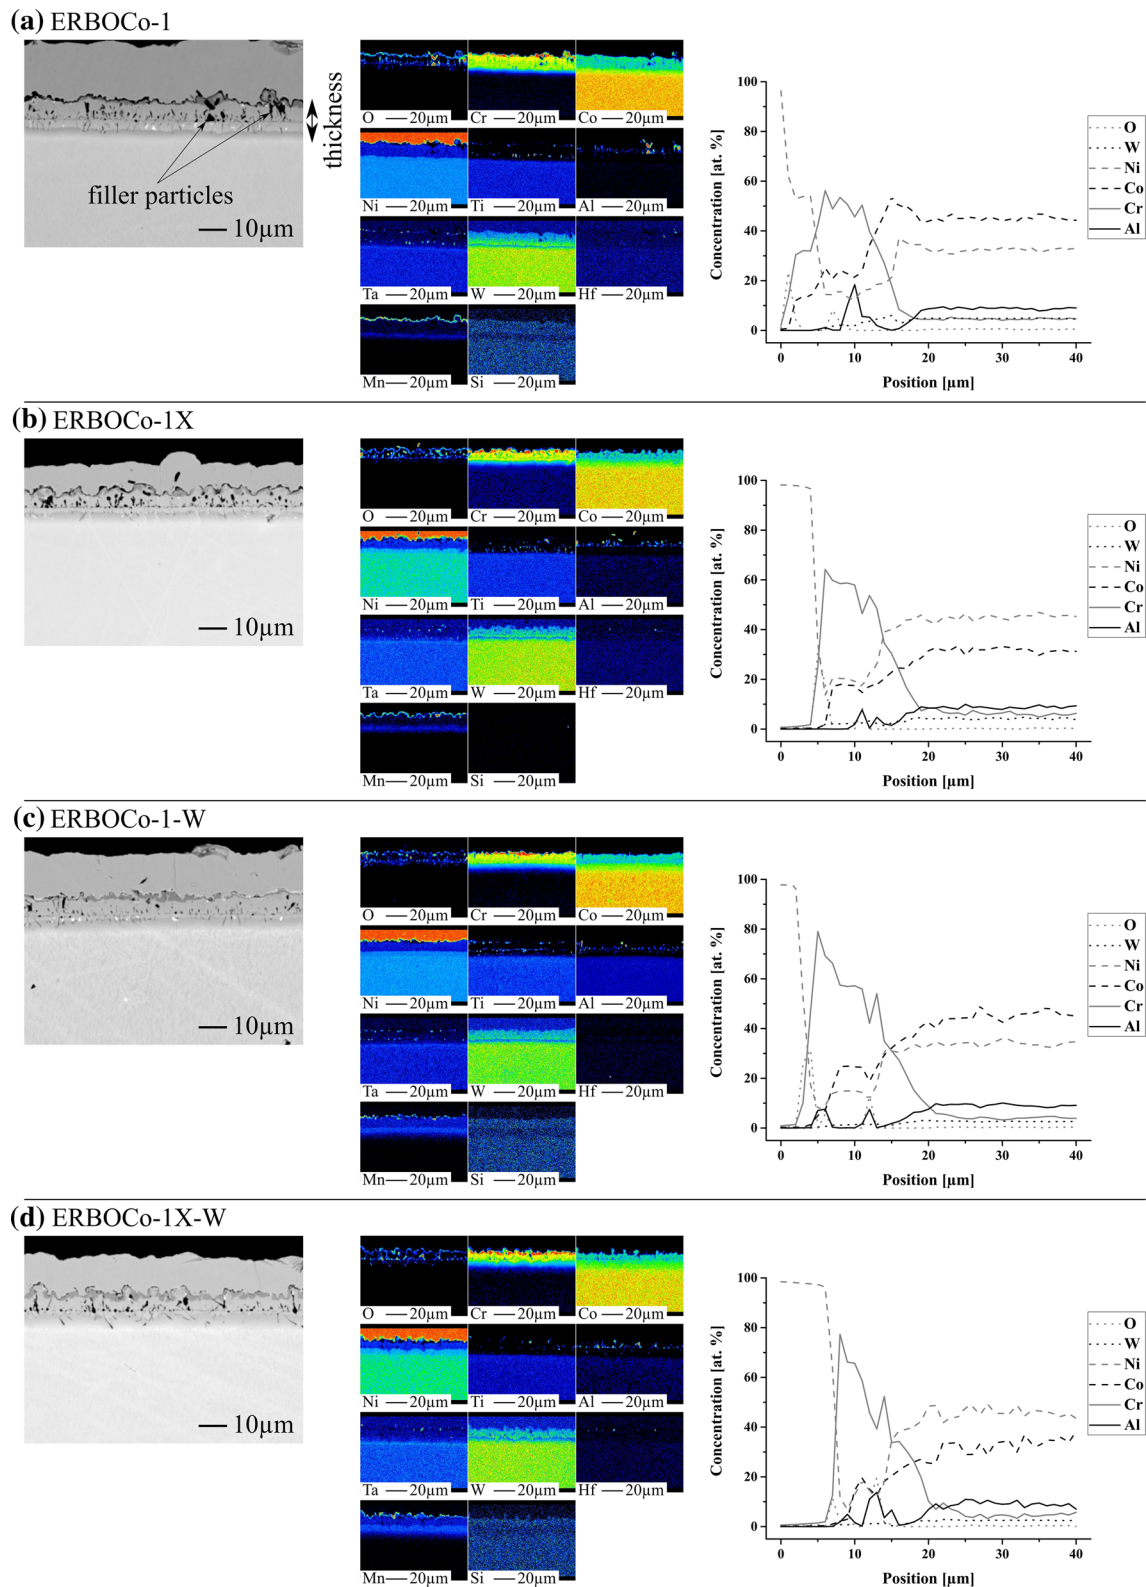 (a) ERBOCo-1
filler particles
10µm
thickness
O 20µm Cr 20µm Co 20µm
Ni 20µm Ti 20µm Al 20µm
Ta 20µm W 20µm Hf 20µm
Mn 20µm Si 20µm
Concentration [at. %]
100
80
60
40
20
0
0 10 20 30 40
Position [µm]
O
W
Ni
Co
Cr
Al
(b) ERBOCo-1X
10µm
O 20µm Cr 20µm Co 20µm
Ni 20µm Ti 20µm Al 20µm
Ta 20µm W 20µm Hf 20µm
Mn 20µm Si 20µm
Concentration [at. %]
100
80
60
40
20
0
0 10 20 30 40
Position [µm]
O
W
Ni
Co
Cr
Al
(c) ERBOCo-1-W
10µm
O 20µm Cr 20µm Co 20µm
Ni 20µm Ti 20µm Al 20µm
Ta 20µm W 20µm Hf 20µm
Mn 20µm Si 20µm
Concentration [at. %]
100
80
60
40
20
0
0 10 20 30 40
Position [µm]
O
W
Ni
Co
Cr
Al
(d) ERBOCo-1X-W
10µm
O 20µm Cr 20µm Co 20µm
Ni 20µm Ti 20µm Al 20µm
Ta 20µm W 20µm Hf 20µm
Mn 20µm Si 20µm
Concentration [at. %]
100
80
60
40
20
0
0 10 20 30 40
Position [µm]
O
W
Ni
Co
Cr
Al